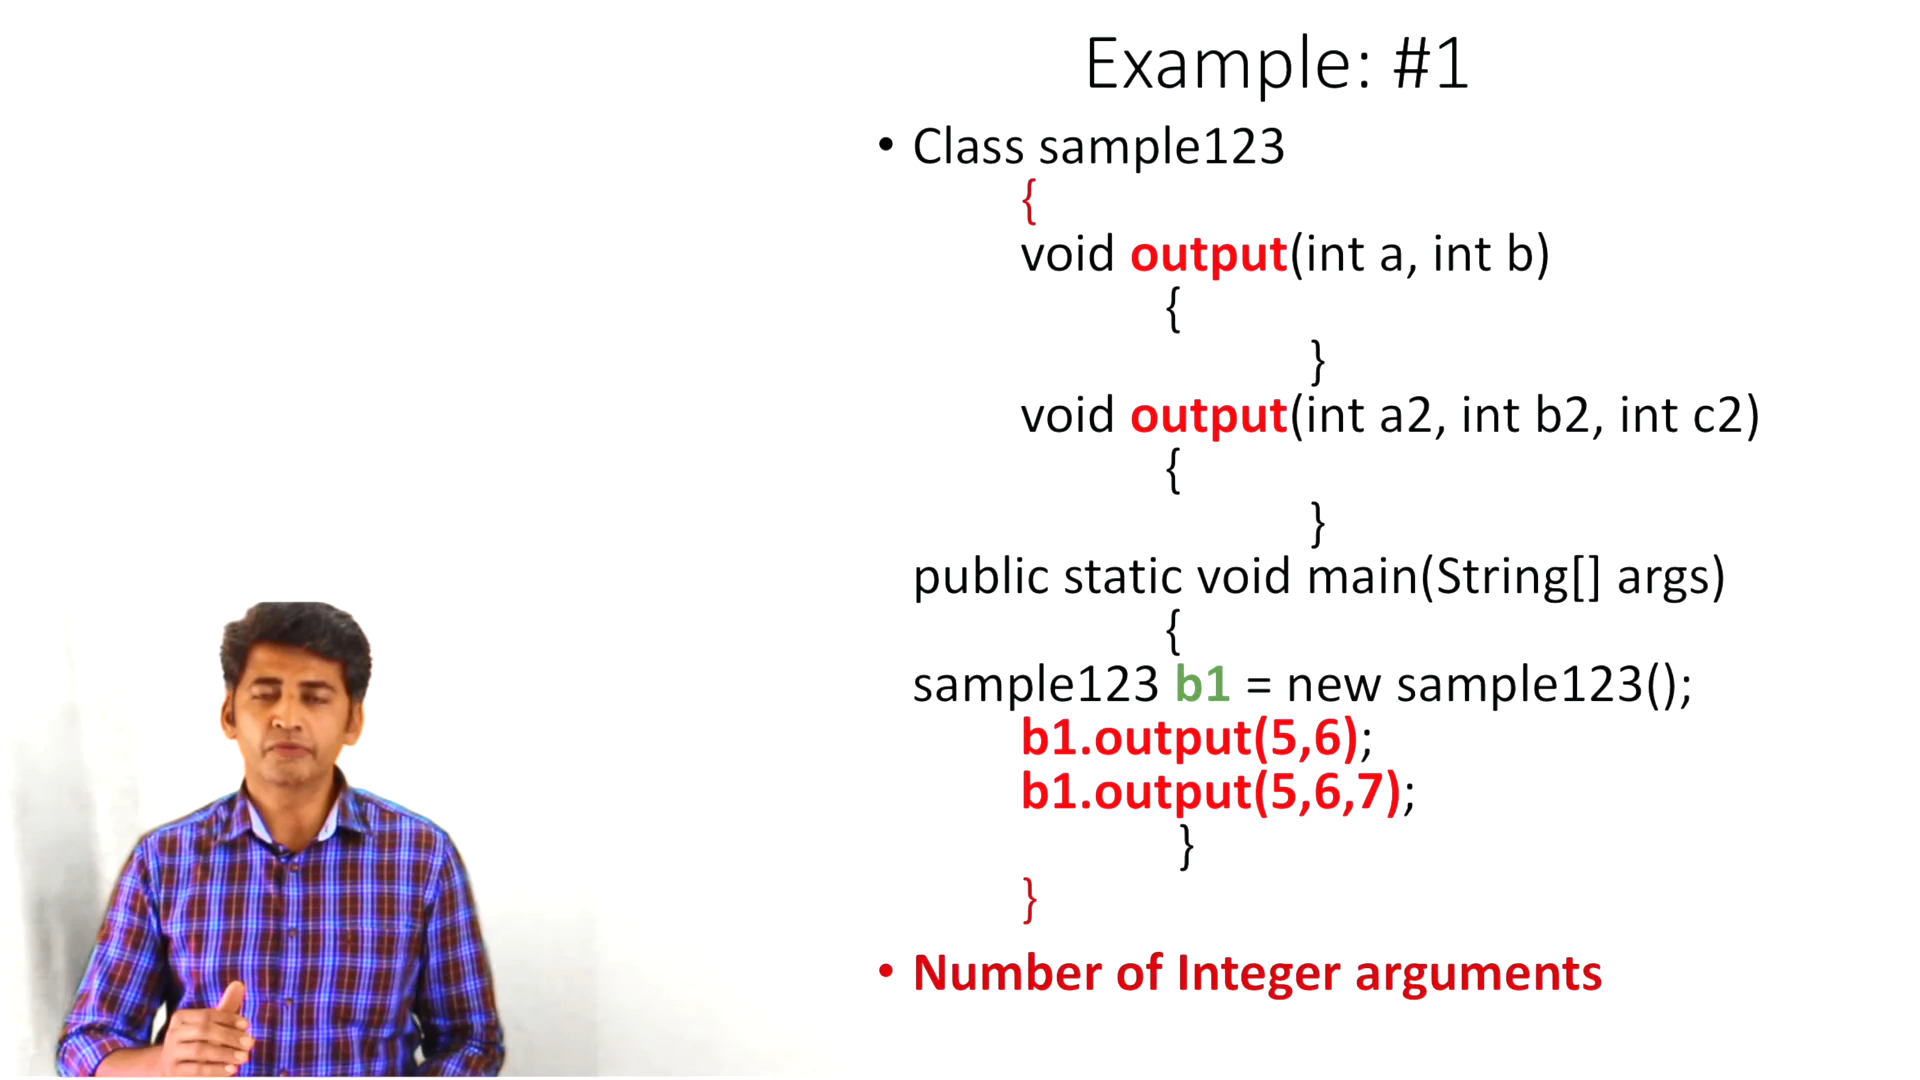 Example: #1
• Class sample123
{
void output(int a, int b)
{
}
void output(int a2, int b2, int c2)
{
}
public static void main(String[] args)
{
sample123 b1 = new sample123();
b1.output(5,6);
b1.output(5,6,7);
}
}
• Number of Integer arguments